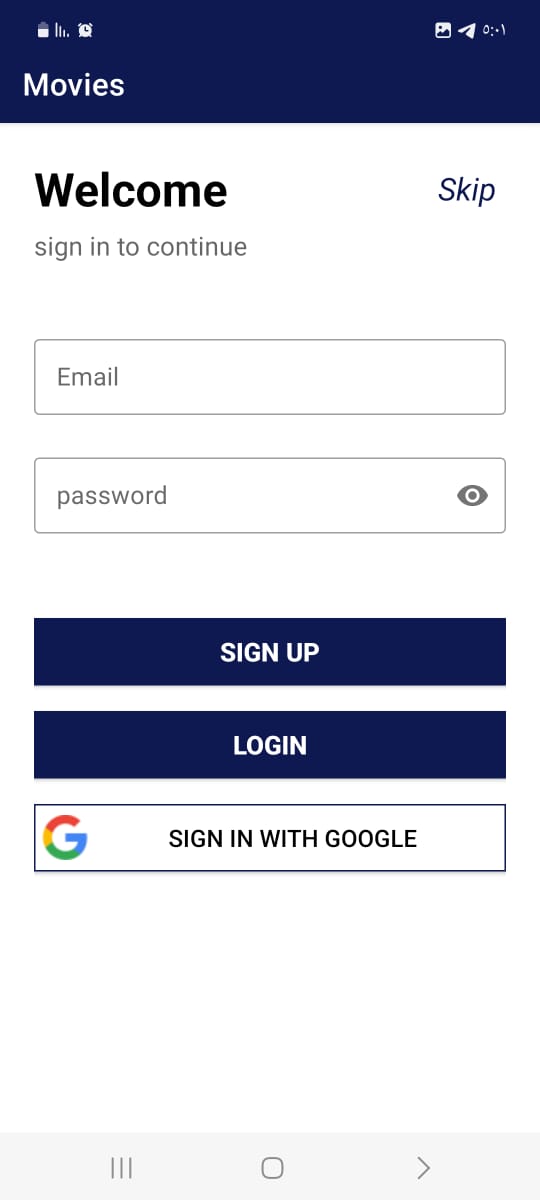 ٥:٠١
Movies
Welcome
Skip
sign in to continue
Email
password
SIGN UP
LOGIN
SIGN IN WITH GOOGLE